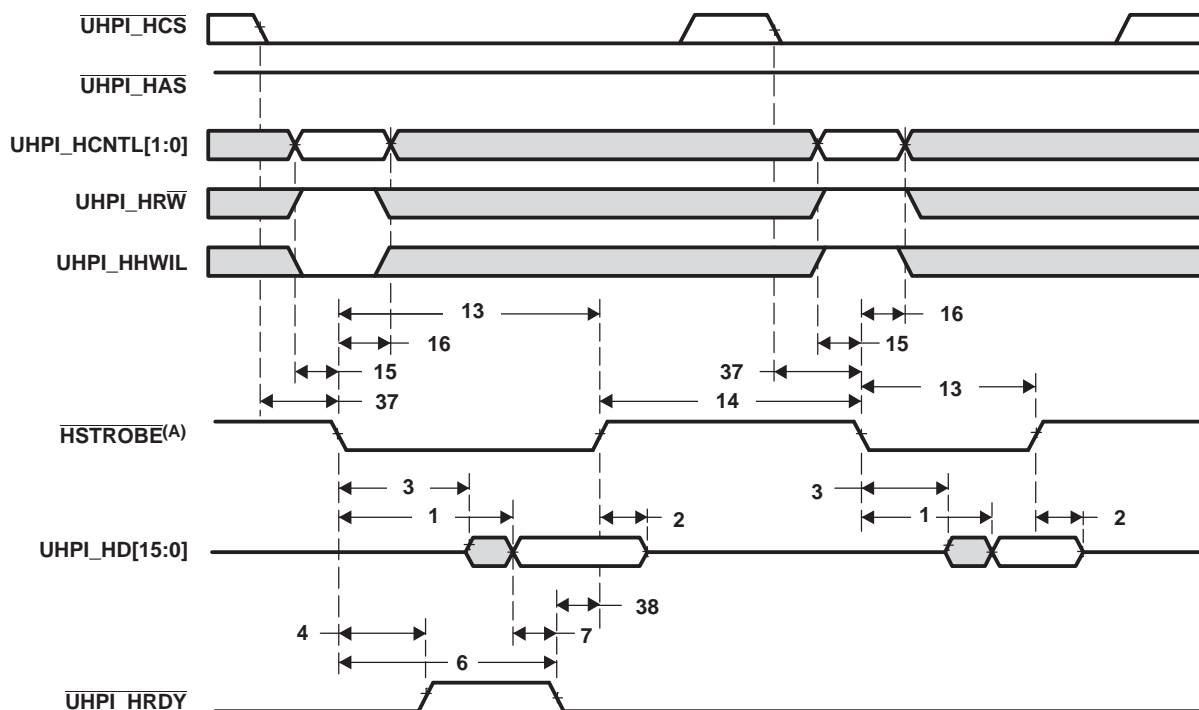 UHPI_HCS
UHPI_HAS
UHPI_HCNTL[1:0]
UHPI_HRW
UHPI_HHWIL
13
16
16
15
15
37
37
13
14
HSTROBE(A)
3
3
1
1
2
2
UHPI_HD[15:0]
38
4
7
6
UHPI_HRDY